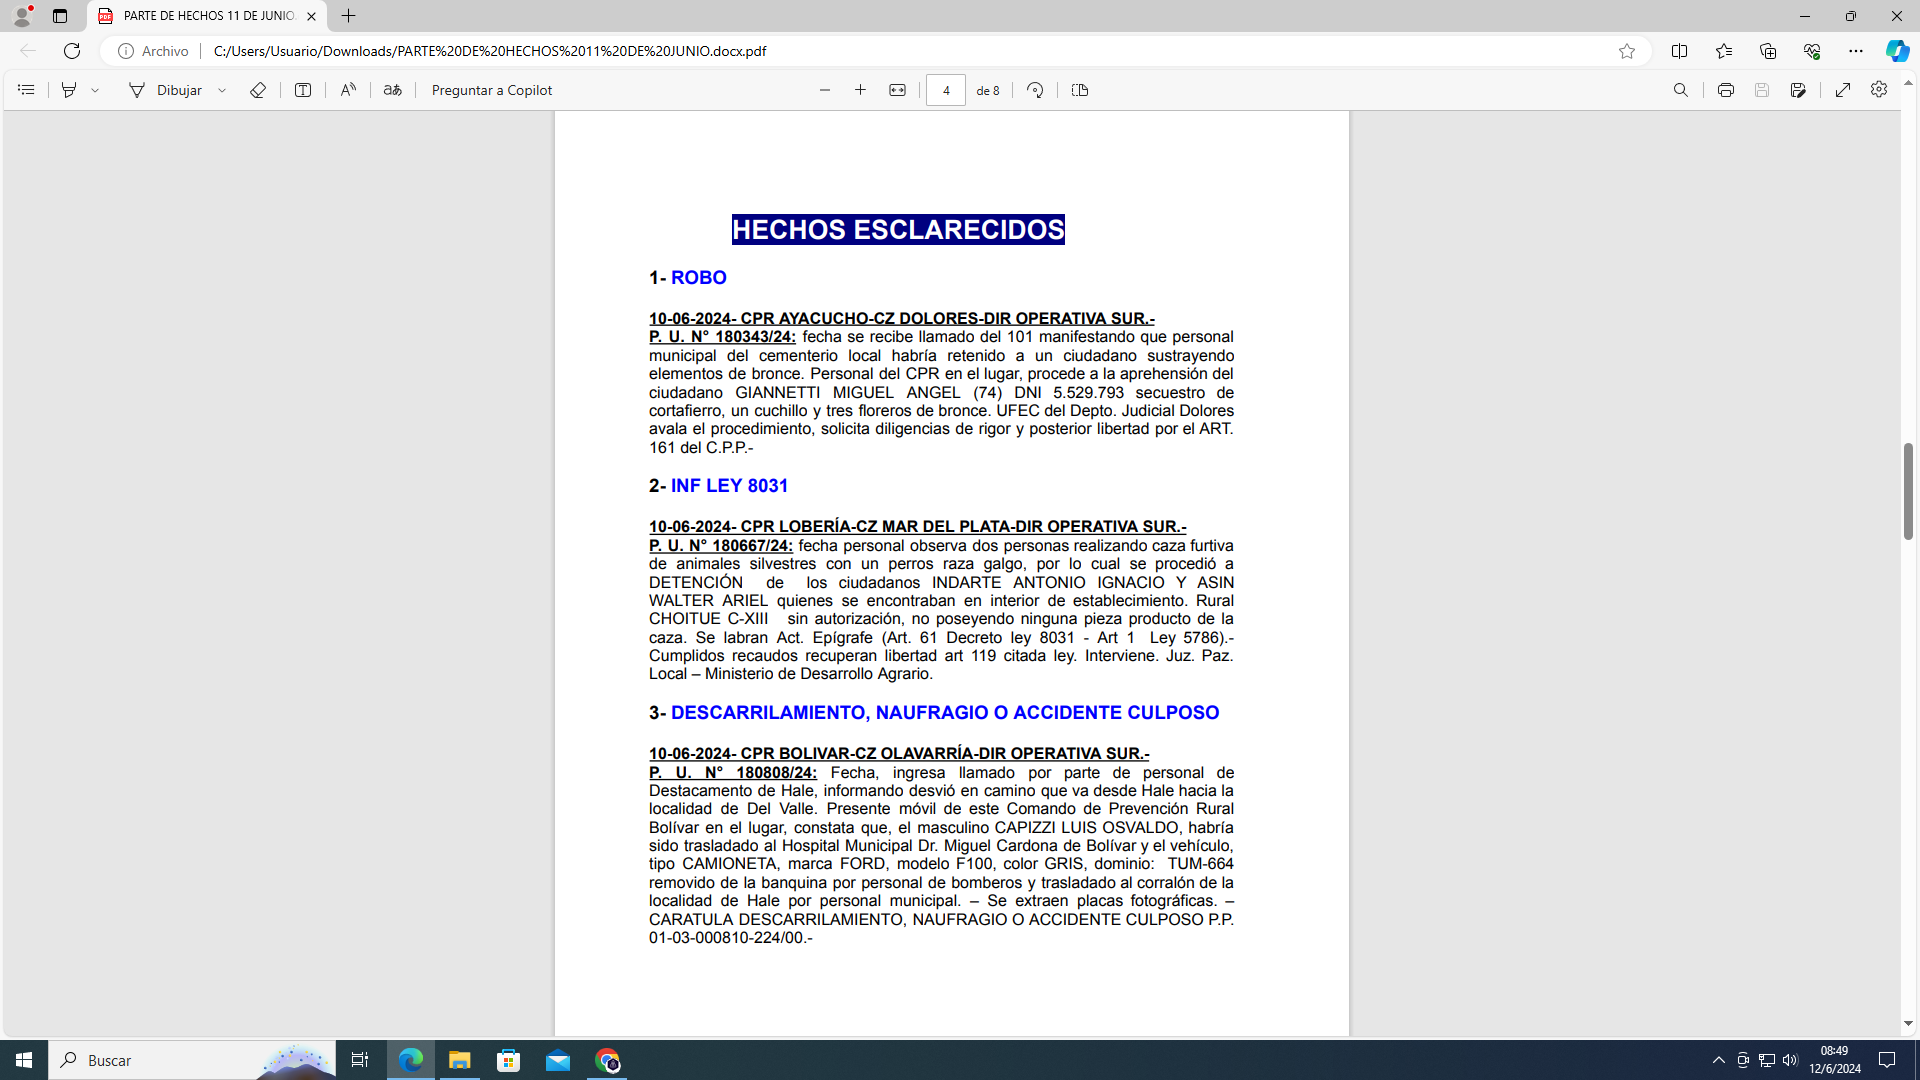 PARTE DE HECHOS 11 DE JUNIO.
Archivo
C:/Users/Usuario/Downloads/PARTE%20DE%20HECHOS%2011%20DE%20JUNIO.docx.pdf
Dibujar
aあ
Preguntar a Copilot
4 de 8
HECHOS ESCLARECIDOS
1- ROBO
10-06-2024- CPR AYACUCHO-CZ DOLORES-DIR OPERATIVA SUR.-
P. U. N° 180343/24: fecha se recibe llamado del 101 manifestando que personal
municipal del cementerio local habría retenido a un ciudadano sustrayendo
elementos de bronce. Personal del CPR en el lugar, procede a la aprehensión del
ciudadano GIANNETTI MIGUEL ANGEL (74) DNI 5.529.793 secuestro de
cortafierro, un cuchillo y tres floreros de bronce. UFEC del Depto. Judicial Dolores
avala el procedimiento, solicita diligencias de rigor y posterior libertad por el ART.
161 del C.P.P.-
2- INF LEY 8031
10-06-2024- CPR LOBERÍA-CZ MAR DEL PLATA-DIR OPERATIVA SUR.-
P. U. N° 180667/24: fecha personal observa dos personas realizando caza furtiva
de animales silvestres con un perros raza galgo, por lo cual se procedió a
DETENCIÓN de los ciudadanos INDARTE ANTONIO IGNACIO Y ASIN
WALTER ARIEL quienes se encontraban en interior de establecimiento. Rural
CHOITUE C-XIII sin autorización, no poseyendo ninguna pieza producto de la
caza. Se labran Act. Epígrafe (Art. 61 Decreto ley 8031 - Art 1 Ley 5786).-
Cumplidos recaudos recuperan libertad art 119 citada ley. Interviene. Juz. Paz.
Local – Ministerio de Desarrollo Agrario.
3- DESCARRILAMIENTO, NAUFRAGIO O ACCIDENTE CULPOSO
10-06-2024- CPR BOLIVAR-CZ OLAVARRÍA-DIR OPERATIVA SUR.-
P. U. N° 180808/24: Fecha, ingresa llamado por parte de personal de
Destacamento de Hale, informando desvió en camino que va desde Hale hacia la
localidad de Del Valle. Presente móvil de este Comando de Prevención Rural
Bolívar en el lugar, constata que, el masculino CAPIZZI LUIS OSVALDO, habría
sido trasladado al Hospital Municipal Dr. Miguel Cardona de Bolívar y el vehículo,
tipo CAMIONETA, marca FORD, modelo F100, color GRIS, dominio: TUM-664
removido de la banquina por personal de bomberos y trasladado al corralón de la
localidad de Hale por personal municipal. – Se extraen placas fotográficas. –
CARATULA DESCARRILAMIENTO, NAUFRAGIO O ACCIDENTE CULPOSO P.P.
01-03-000810-224/00.-
Buscar
08:49
12/6/2024